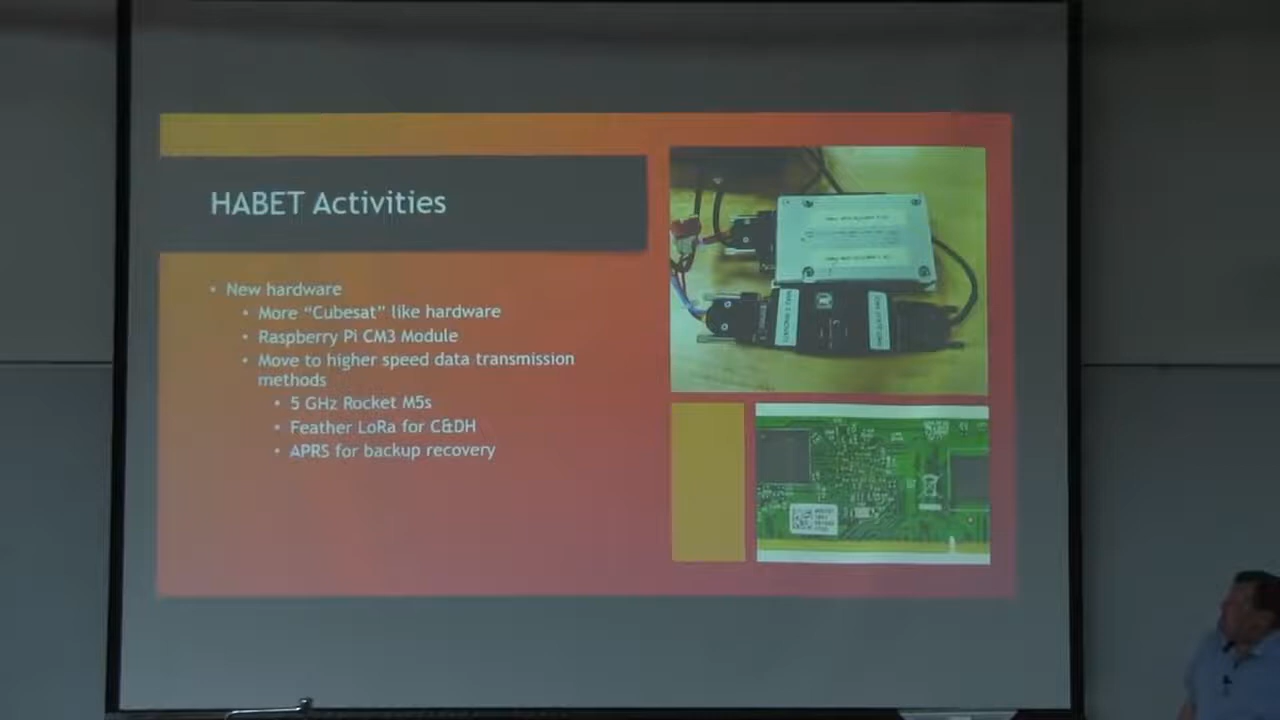 HABET Activities
• New hardware
• More “Cubesat” like hardware
• Raspberry Pi CM3 Module
• Move to higher speed data transmission
methods
• 5 GHz Rocket M5s
• Feather LoRa for C&DH
• APRS for backup recovery